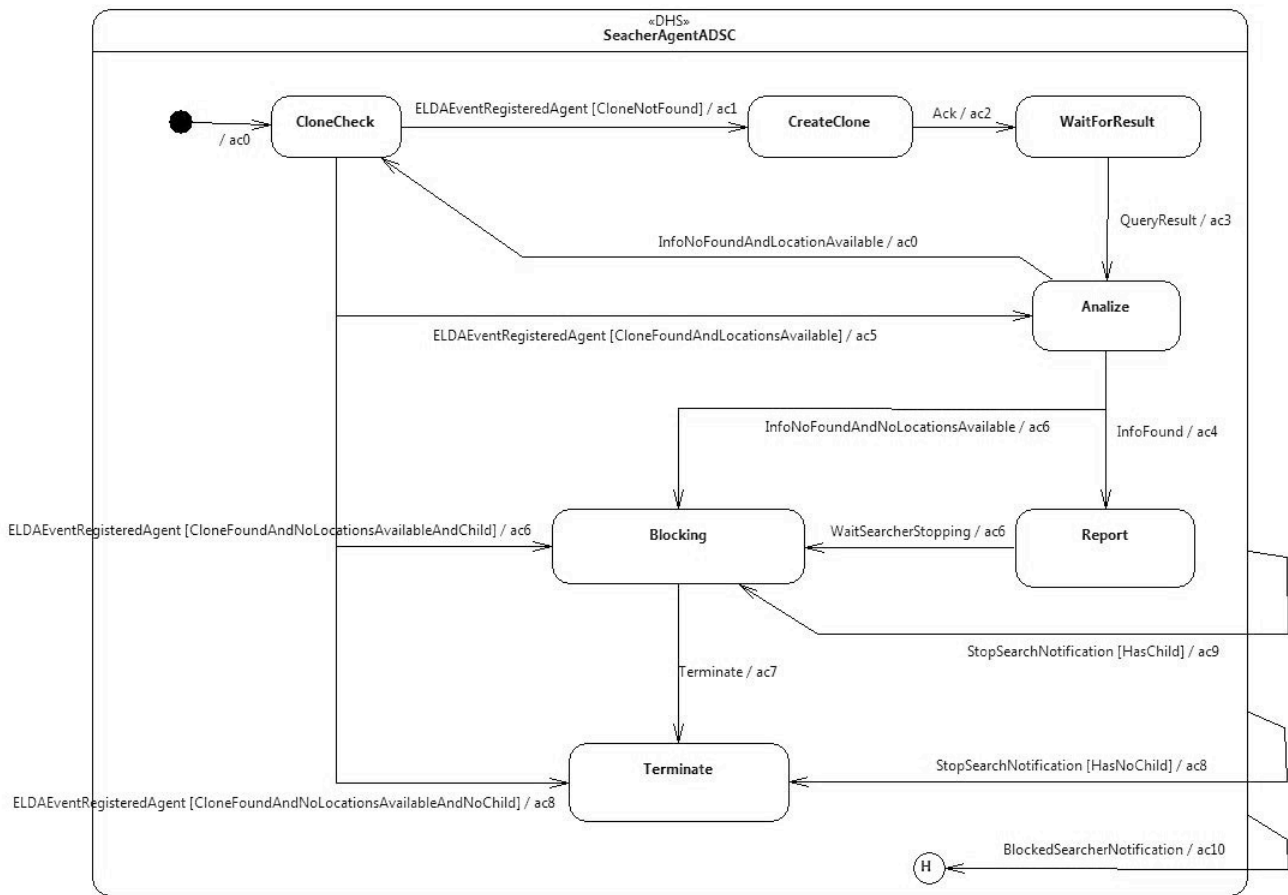 «DHS»
SeacherAgentADSC
ELDAEventRegisteredAgent [CloneNotFound] / ac1
CloneCheck
CreateClone
Ack / ac2
WaitForResult
/ ac0
QueryResult / ac3
InfoNoFoundAndLocationAvailable / ac0
Analize
ELDAEventRegisteredAgent [CloneFoundAndLocationsAvailable] / ac5
InfoNoFoundAndNoLocationsAvailable / ac6
InfoFound / ac4
ELDAEventRegisteredAgent [CloneFoundAndNoLocationsAvailableAndChild] / ac6
Blocking
WaitSearcherStopping / ac6
Report
StopSearchNotification [HasChild] / ac9
Terminate / ac7
Terminate
StopSearchNotification [HasNoChild] / ac8
ELDAEventRegisteredAgent [CloneFoundAndNoLocationsAvailableAndNoChild] / ac8
BlockedSearcherNotification / ac10
H